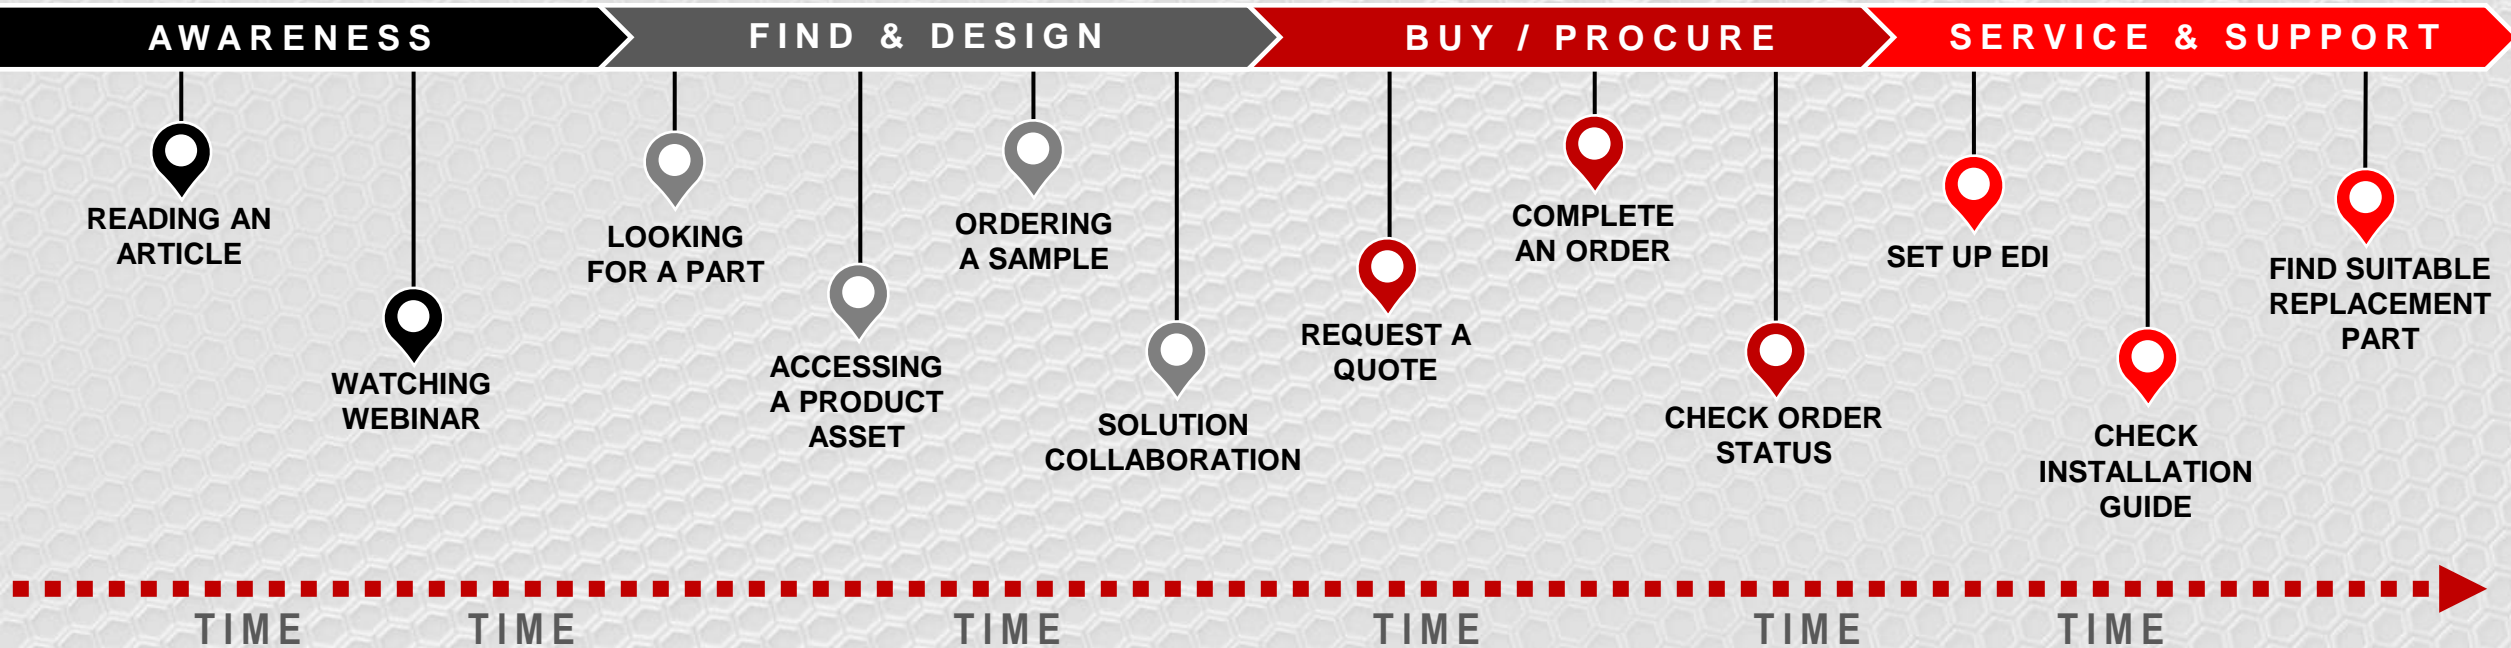 AWARENESS
FIND & DESIGN
BUY / PROCURE
SERVICE & SUPPORT
READING AN
ARTICLE
WATCHING
WEBINAR
LOOKING
FOR A PART
ACCESSING
A PRODUCT
ASSET
ORDERING
A SAMPLE
SOLUTION
COLLABORATION
REQUEST A
QUOTE
COMPLETE
AN ORDER
CHECK ORDER
STATUS
SET UP EDI
CHECK
INSTALLATION
GUIDE
FIND SUITABLE
REPLACEMENT
PART
TIME
TIME
TIME
TIME
TIME
TIME